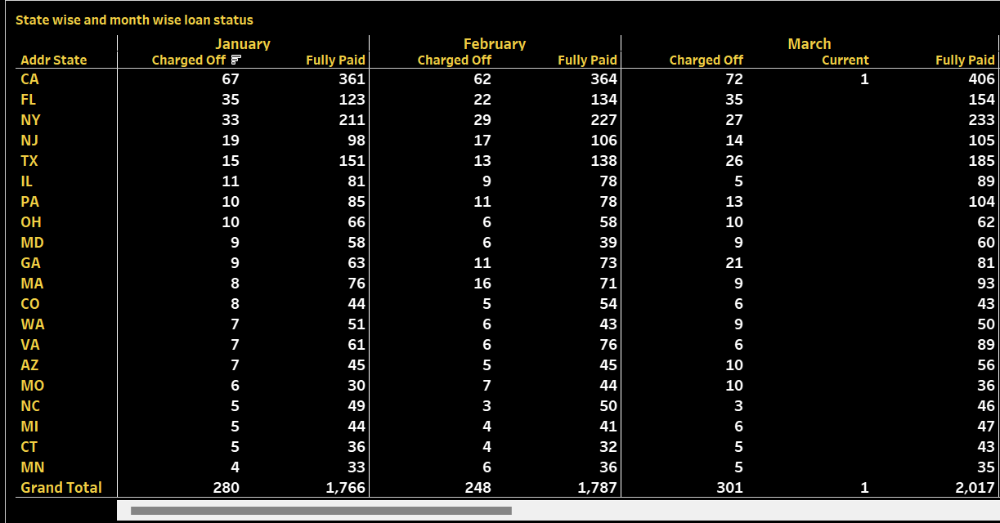 State wise and month wise loan status
January February March
Addr State Charged Off Fully Paid Charged Off Fully Paid Charged Off Current Fully Paid
CA 67 361 62 364 72 1 406
FL 35 123 22 134 35 154
NY 33 211 29 227 27 233
NJ 19 98 17 106 14 105
TX 15 151 13 138 26 185
IL 11 81 9 78 5 89
PA 10 85 11 78 13 104
OH 10 66 6 58 10 62
MD 9 58 6 39 9 60
GA 9 63 11 73 21 81
MA 8 76 16 71 9 93
CO 8 44 5 54 6 43
WA 7 51 6 43 9 50
VA 7 61 6 76 6 89
AZ 7 45 5 45 10 56
MO 6 30 7 44 10 36
NC 5 49 3 50 3 46
MI 5 44 4 41 6 47
CT 5 36 4 32 5 43
MN 4 33 6 36 5 35
Grand Total 280 1,766 248 1,787 301 1 2,017